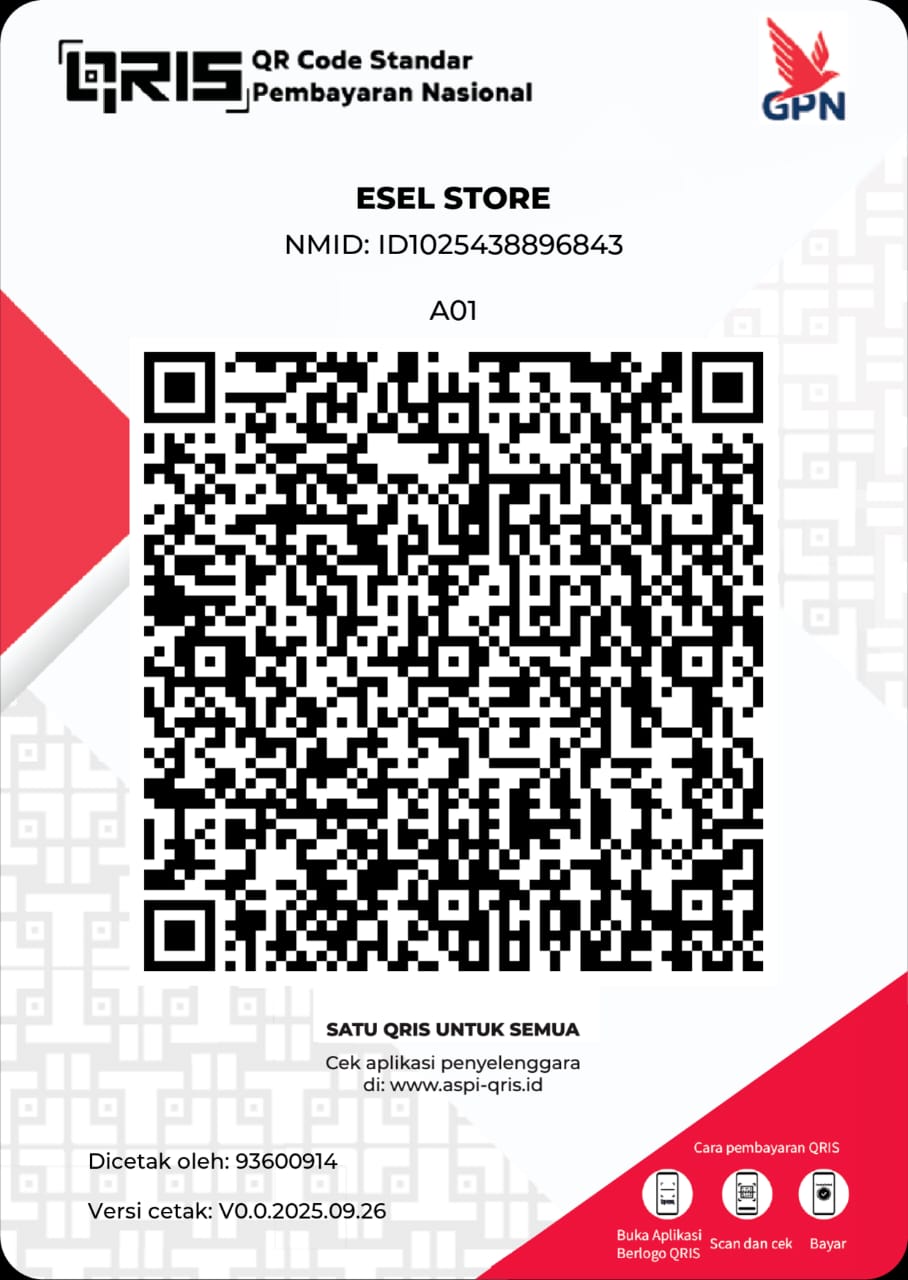 QRIS
QR Code Standar
Pembayaran Nasional
GPN
ESEL STORE
NMID: ID1025438896843
A01
SATU QRIS UNTUK SEMUA
Cek aplikasi penyelenggara
di: www.aspi-qris.id
Dicetak oleh: 93600914
Versi cetak: V0.0.2025.09.26
Cara pembayaran QRIS
Buka Aplikasi
Berlogo QRIS
Scan dan cek
Bayar